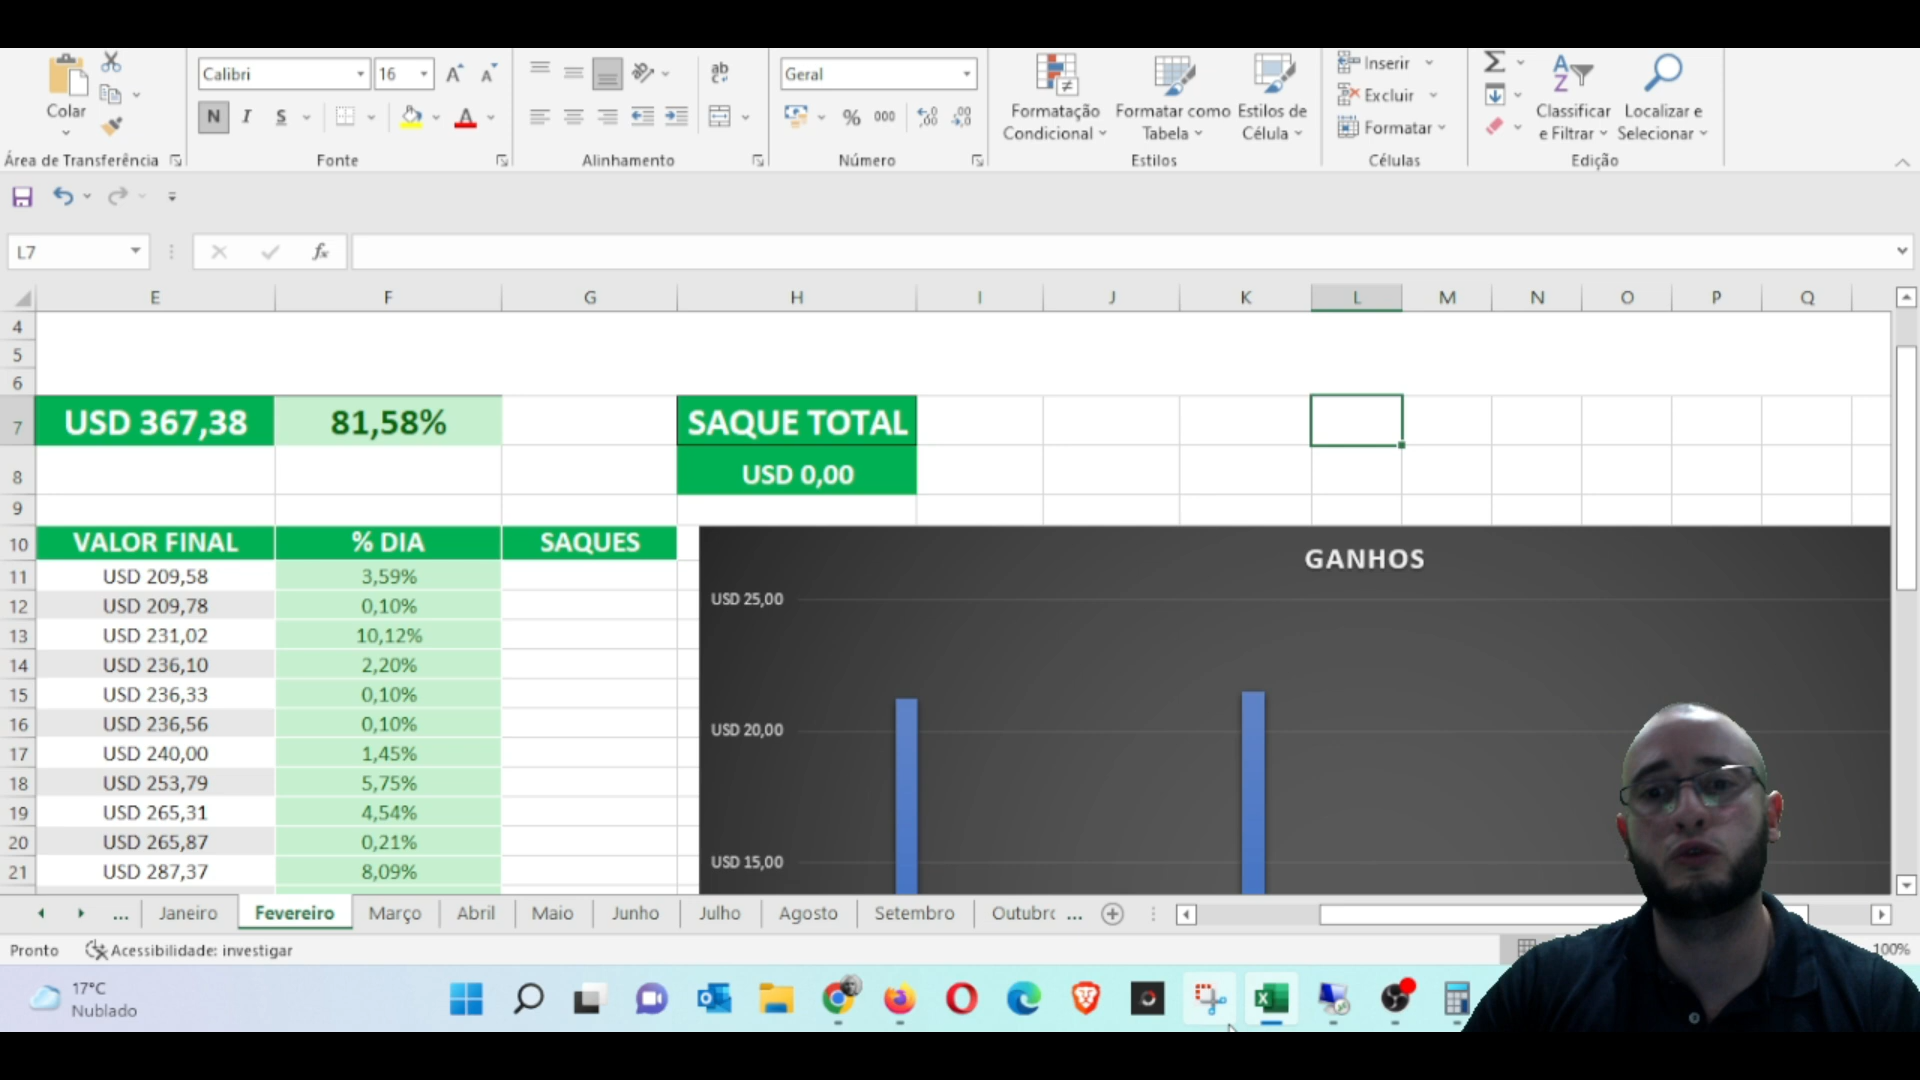 Calibri 16 Geral
Colar
N I S
% 000
Formatação Condicional
Formatar como Tabela
Estilos de Célula
Inserir
Excluir
Formatar
Classificar e Filtrar
Localizar e Selecionar
Área de Transferência Fonte Alinhamento Número Estilos Células Edição
L7 fx
E F G H I J K L M N O P Q
4
5
6
7 USD 367,38 81,58% SAQUE TOTAL
8 USD 0,00
9
10 VALOR FINAL % DIA SAQUES
11 USD 209,58 3,59%
12 USD 209,78 0,10%
13 USD 231,02 10,12%
14 USD 236,10 2,20%
15 USD 236,33 0,10%
16 USD 236,56 0,10%
17 USD 240,00 1,45%
18 USD 253,79 5,75%
19 USD 265,31 4,54%
20 USD 265,87 0,21%
21 USD 287,37 8,09%
GANHOS
USD 25,00
USD 20,00
USD 15,00
... Janeiro Fevereiro Março Abril Maio Junho Julho Agosto Setembro Outubro ...
Pronto Acessibilidade: investigar 100%
17°C
Nublado